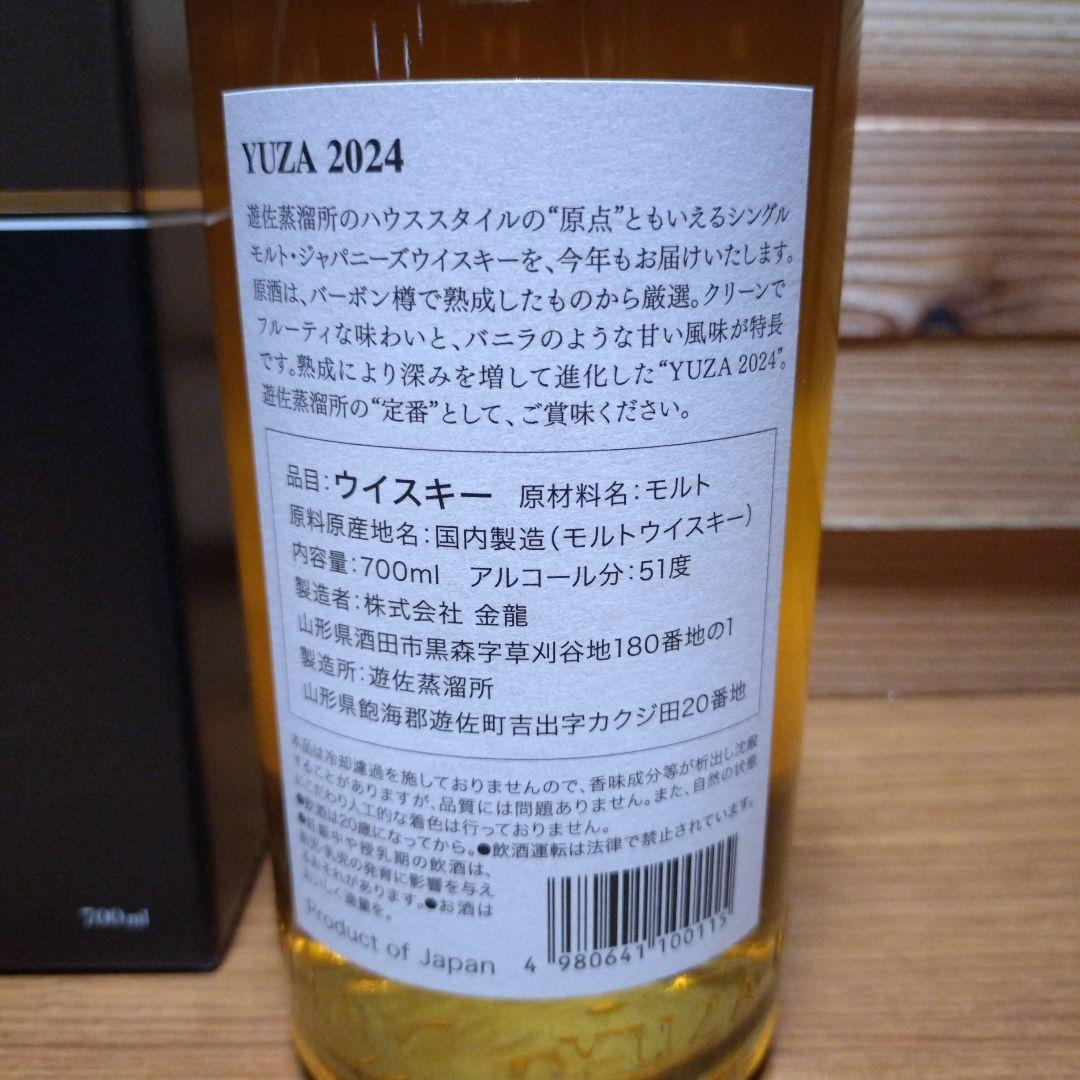 YUZA 2024
遊佐蒸溜所のハウススタイルの“原点”ともいえるシングル
モルト・ジャパニーズウイスキーを、今年もお届けいたします。
原酒は、バーボン樽で熟成したものから厳選。クリーンで
フルーティな味わいと、バニラのような甘い風味が特長
です。熟成により深みを増して進化した“YUZA 2024”。
遊佐蒸溜所の“定番”として、ご賞味ください。
品目：ウイスキー 原材料名：モルト
原料原産地名：国内製造（モルトウイスキー）
内容量：700ml アルコール分：51度
製造者：株式会社 金龍
山形県酒田市黒森字草刈谷地180番地の1
製造所：遊佐蒸溜所
山形県飽海郡遊佐町吉出字カクジ田20番地
本品は冷却濾過を施しておりませんので、香味成分等が析出し沈殿
することがありますが、品質には問題ありません。また、自然の状態
にこだわり人工的な着色は行っておりません。
●飲酒は20歳になってから。●飲酒運転は法律で禁止されています。
●妊娠中や授乳期の飲酒は、
胎児・乳児の発育に影響を与え
るおそれがあります。●お酒は
おいしく適量を。
Product of Japan
4 980641 100115
700ml